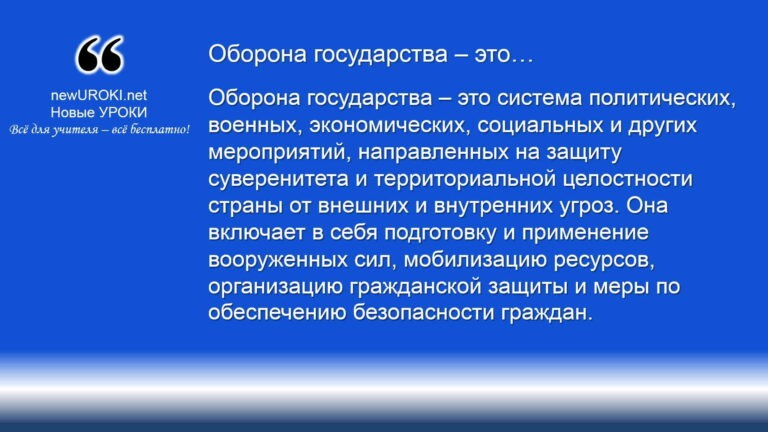 “
newUROKI.net
Новые УРОКИ
Всё для учителя – всё бесплатно!
Оборона государства – это…
Оборона государства – это система политических,
военных, экономических, социальных и других
мероприятий, направленных на защиту
суверенитета и территориальной целостности
страны от внешних и внутренних угроз. Она
включает в себя подготовку и применение
вооруженных сил, мобилизацию ресурсов,
организацию гражданской защиты и меры по
обеспечению безопасности граждан.